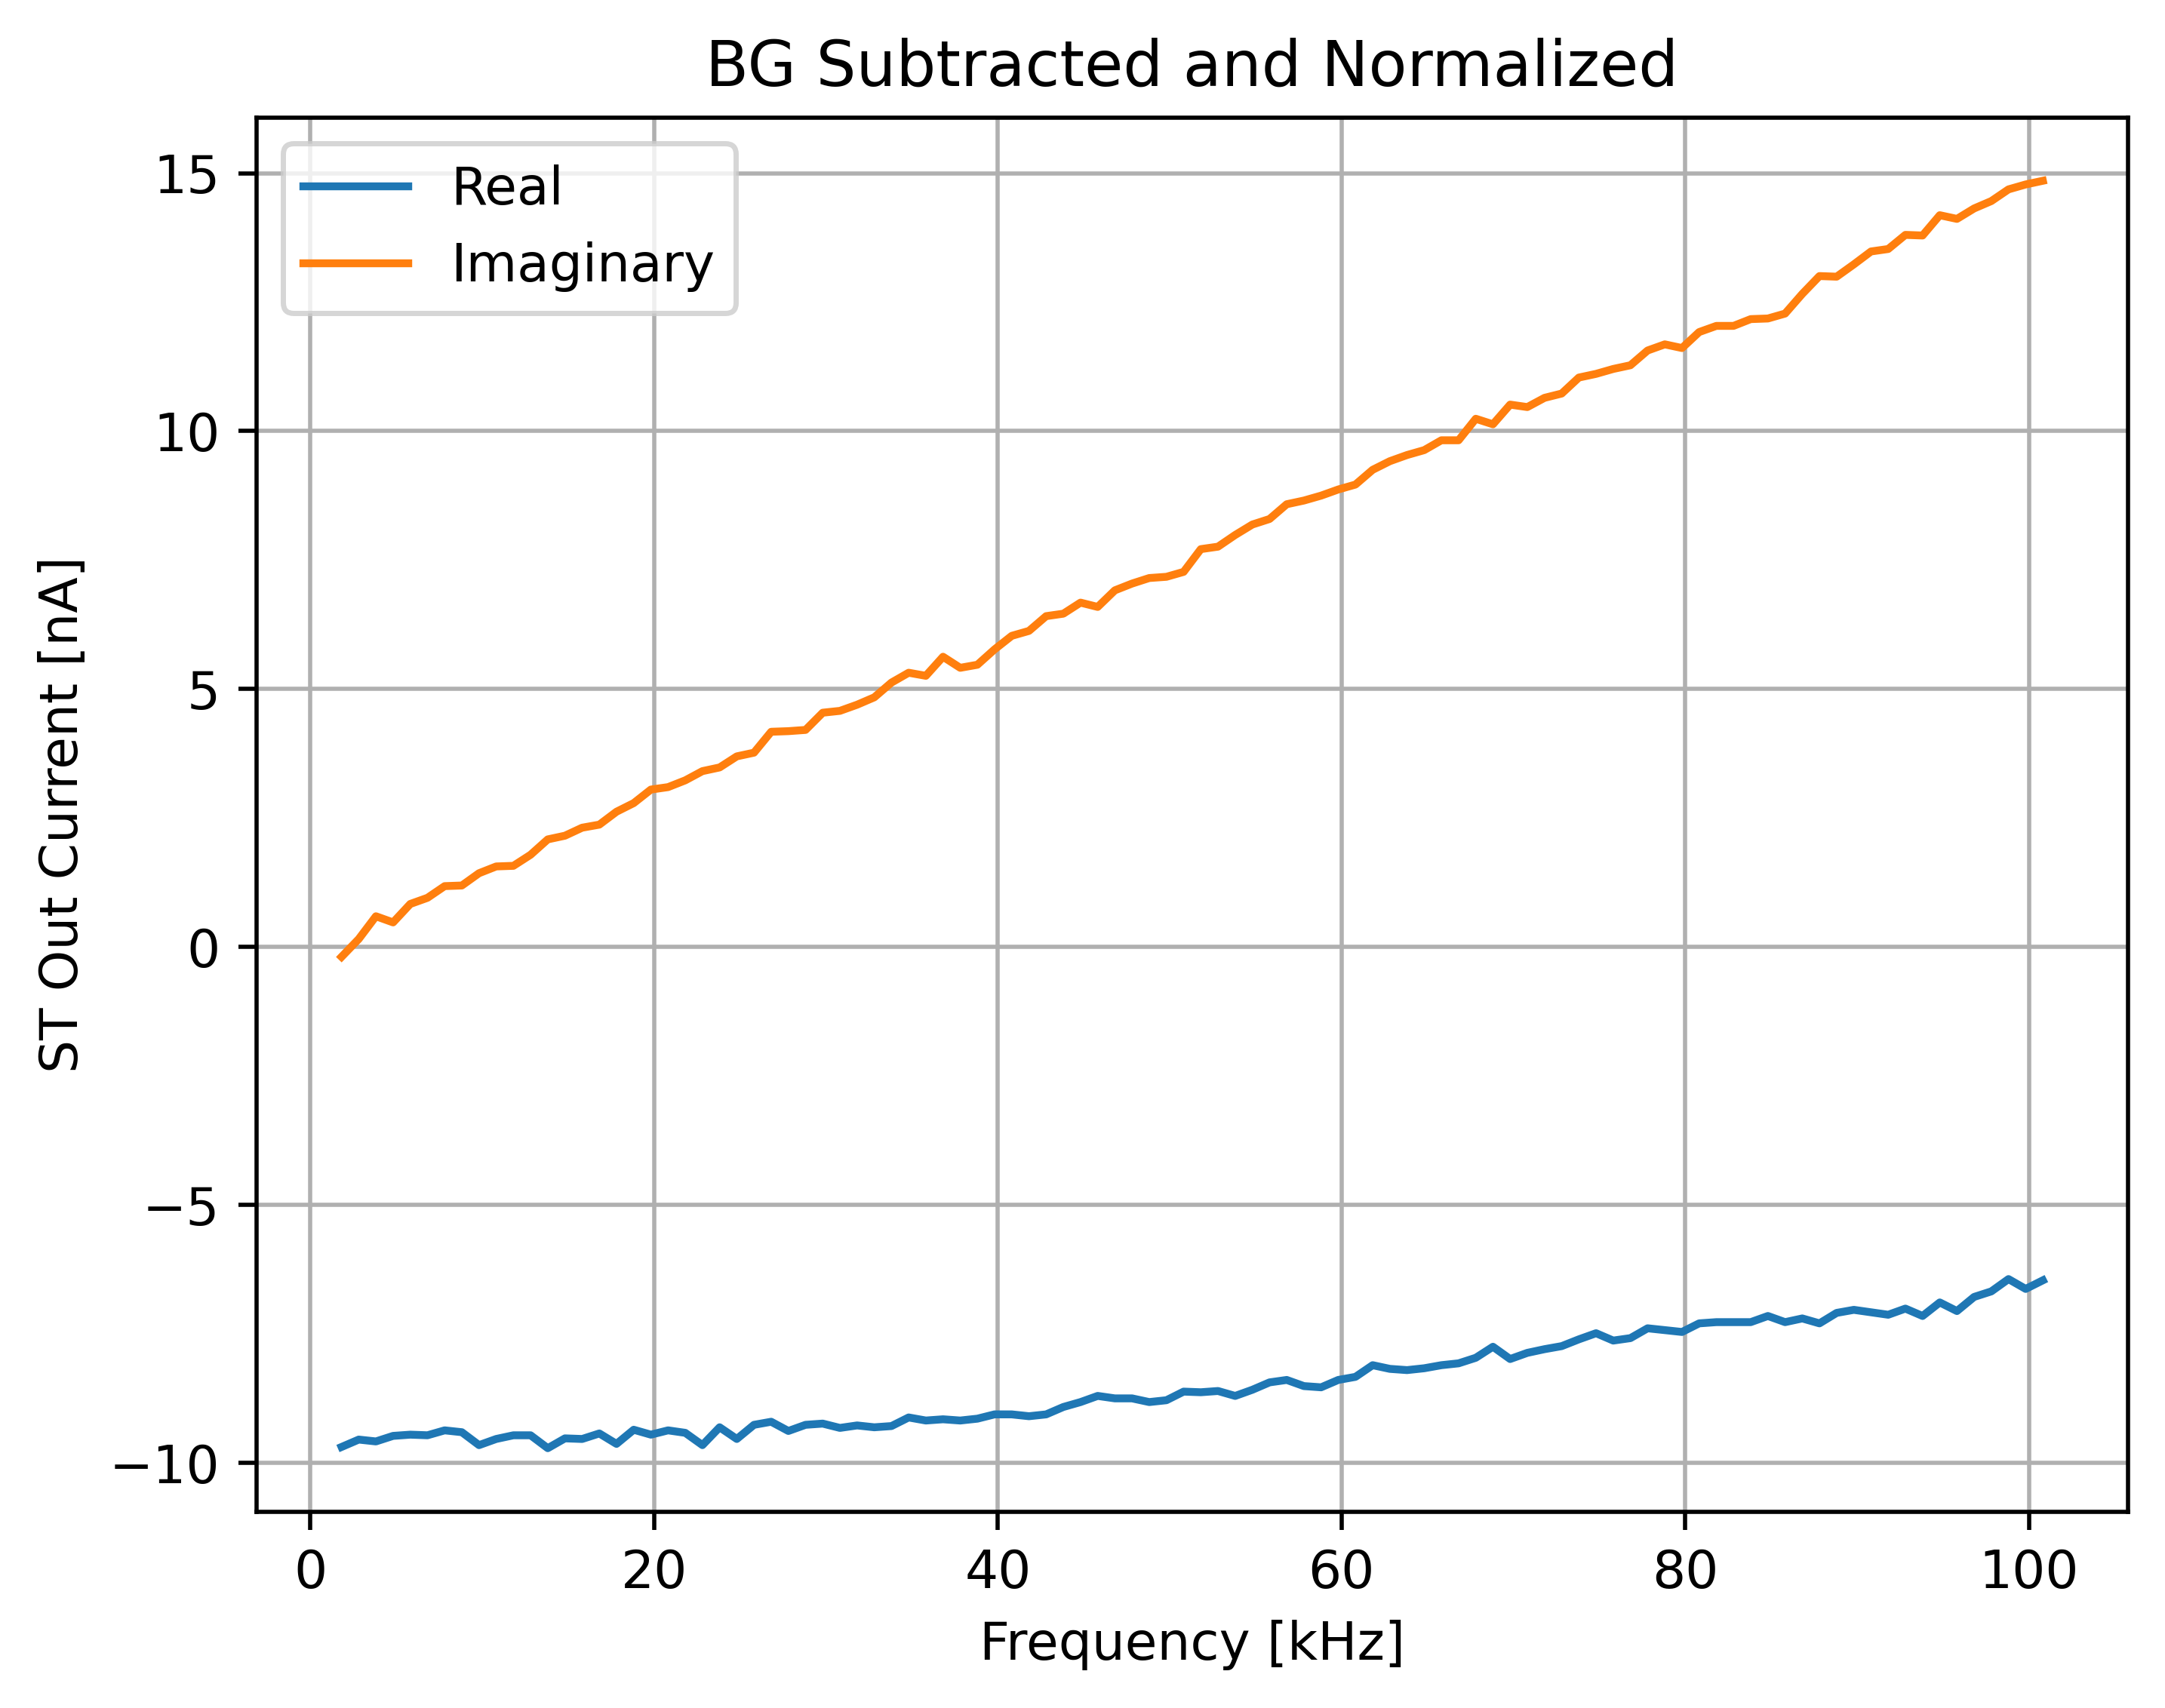 BG Subtracted and Normalized
Real
Imaginary
15
10
5
0
−5
−10
ST Out Current [nA]
0 20 40 60 80 100
Frequency [kHz]